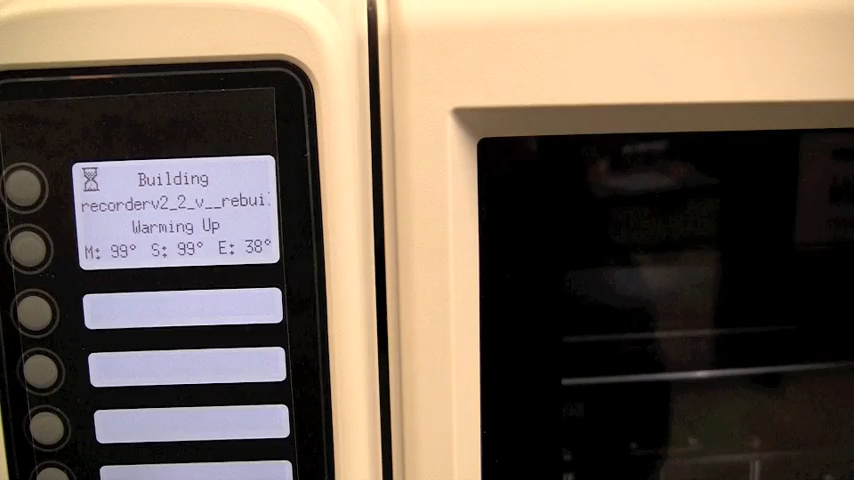 Building
recorderv2_2_v__rebui
Warming Up
M: 99° S: 99° E: 38°